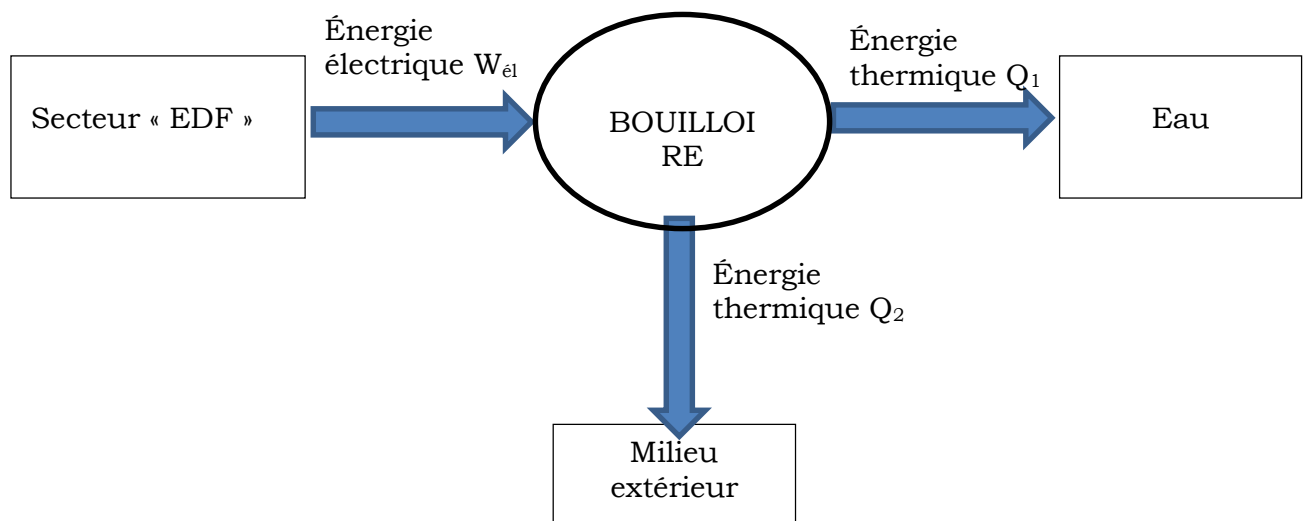 Énergie
électrique Wél
Énergie
thermique Q1
Secteur « EDF »
BOUILLOI
RE
Eau
Énergie
thermique Q2
Milieu
extérieur